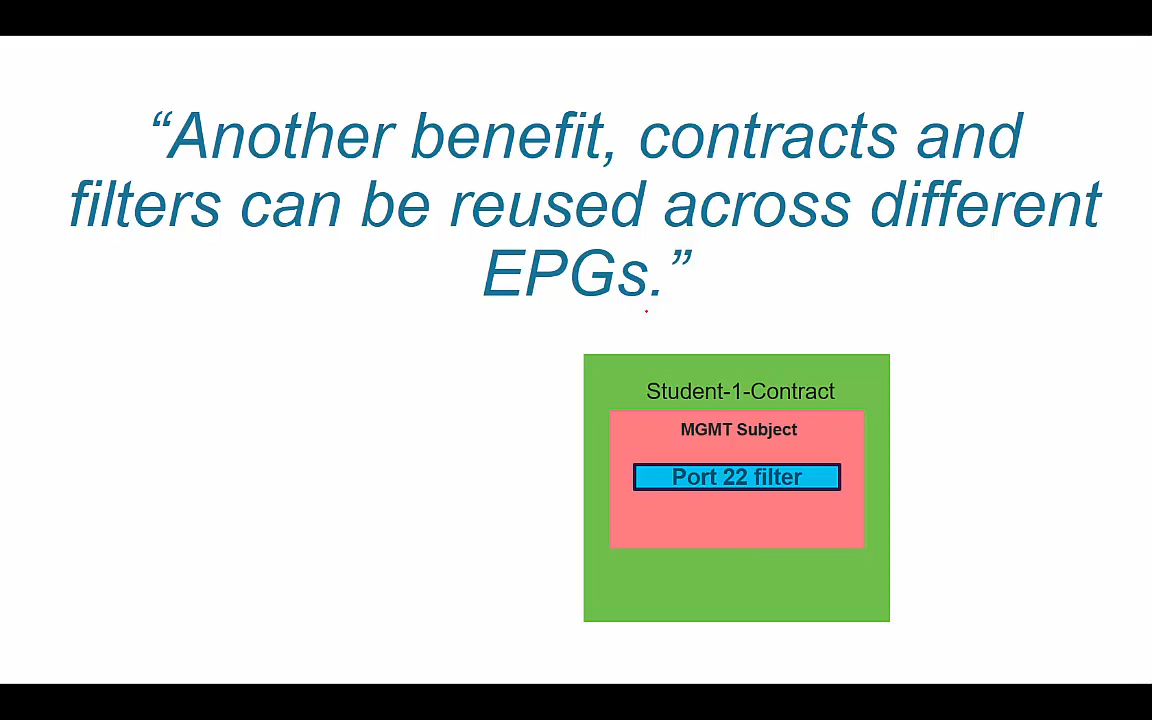 “Another benefit, contracts and
filters can be reused across different
EPGs.”
Student-1-Contract
MGMT Subject
Port 22 filter